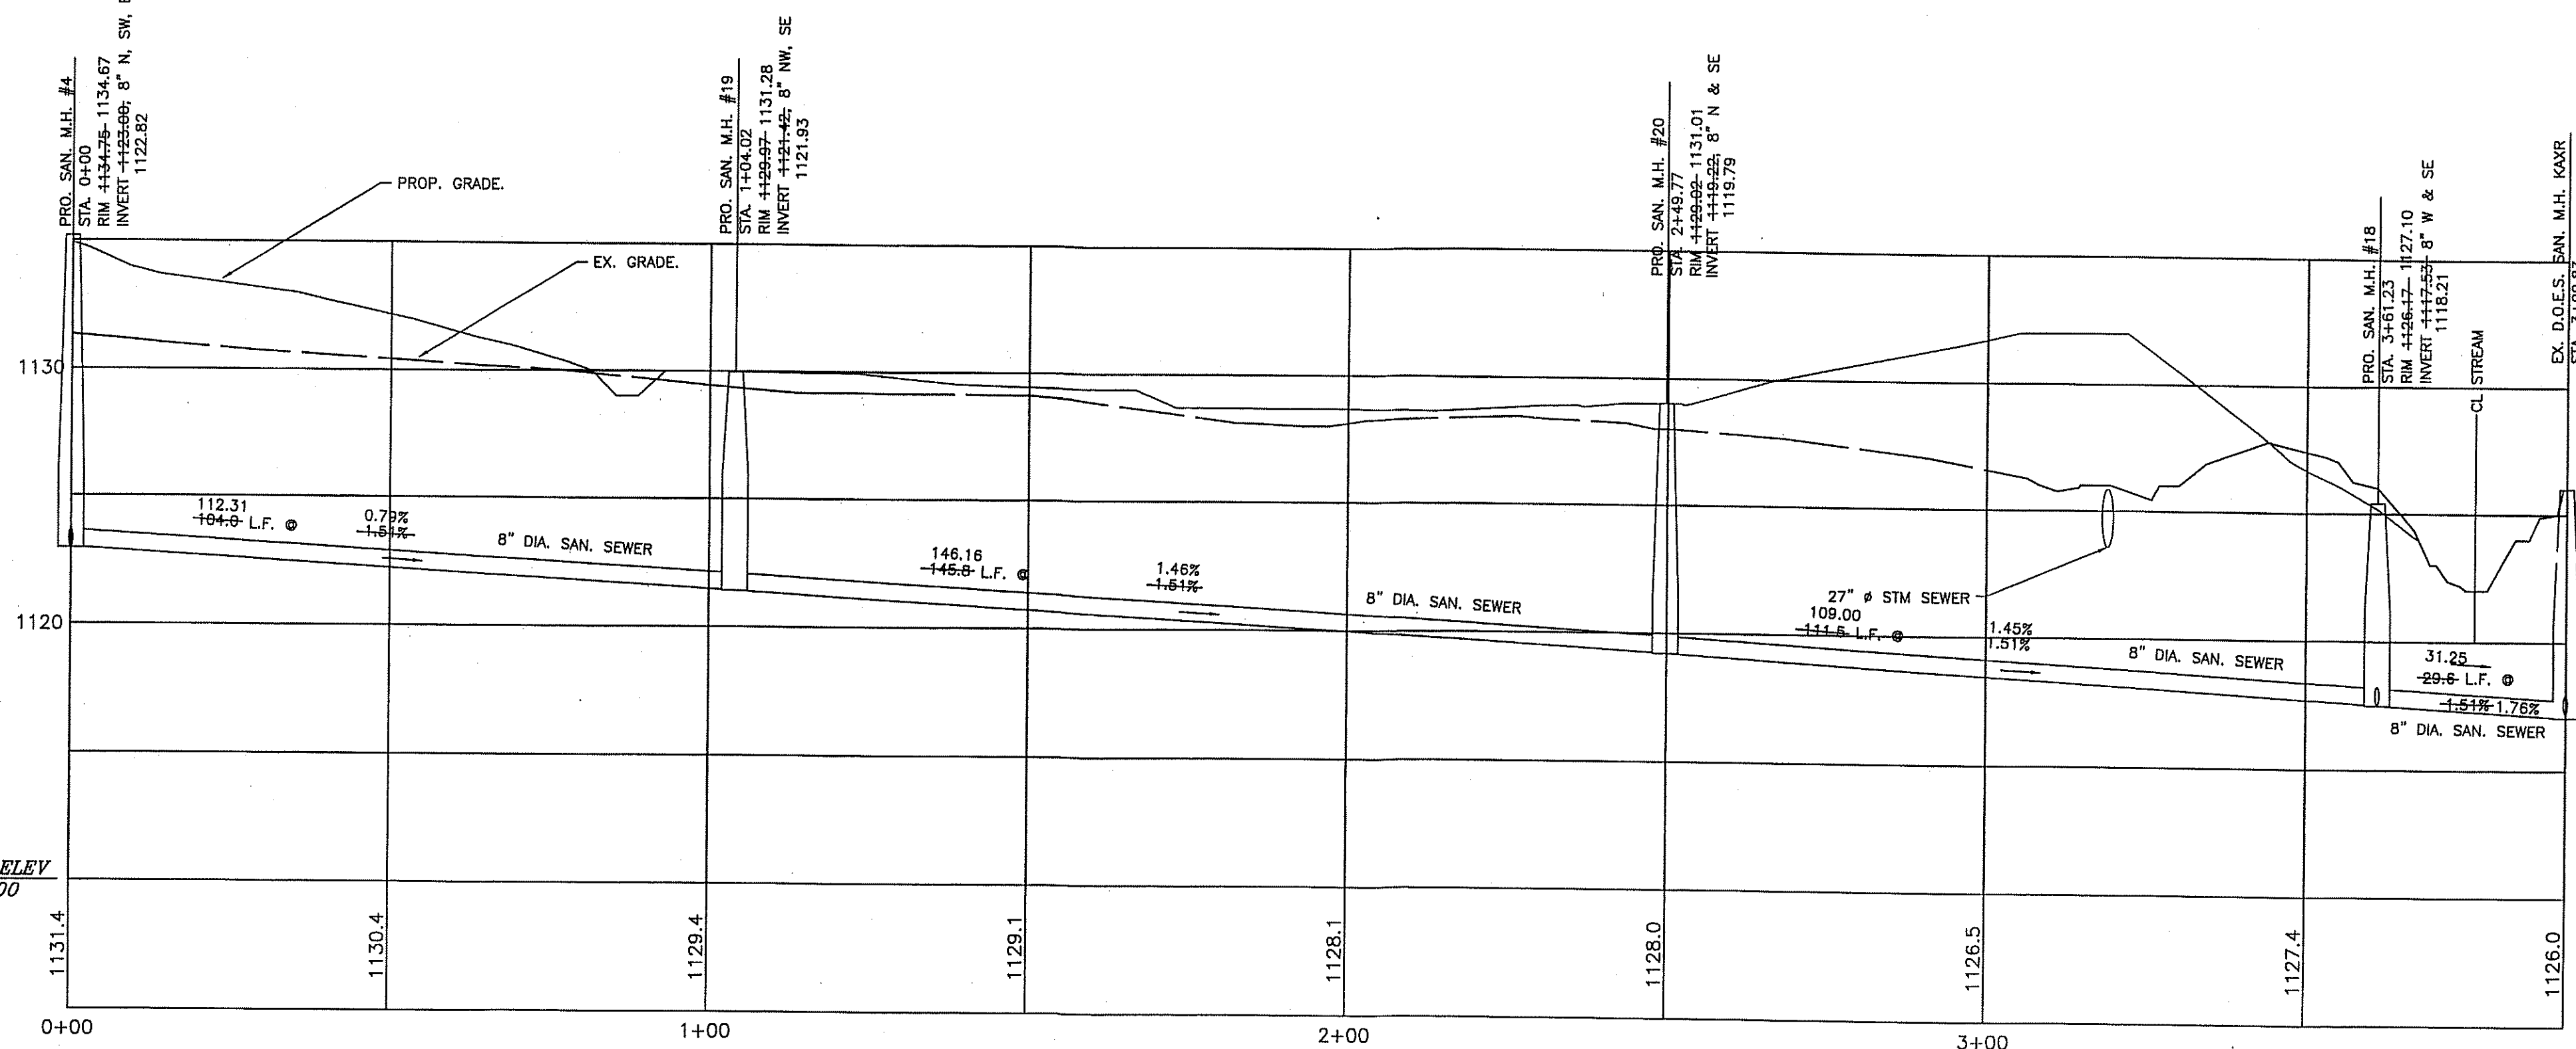 PRO. SAN. M.H. #4
STA. 0+00
RIM 1134.75 1134.67
INVERT 1123.00, 8" N, SW,
1122.82
PRO. SAN. M.H. #19
STA. 1+04.02
RIM 1129.97 1131.28
INVERT 1121.42, 8" NW, SE
1121.93
PRO. SAN. M.H. #20
STA. 2+49.77
RIM 1129.02 1131.01
INVERT 1119.22, 8" N & SE
1119.79
PRO. SAN. M.H. #18
STA. 3+61.23
RIM 1126.17 1127.10
INVERT 1117.53 8" W & SE
1118.21
CL STREAM
EX. D.O.E.S. SAN. M.H. KAXR
PROP. GRADE.
EX. GRADE.
1130
112.31
104.0 L.F. @
0.79%
1.51%
8" DIA. SAN. SEWER
146.16
145.8 L.F. @
1.46%
1.51%
8" DIA. SAN. SEWER
27" ø STM SEWER
109.00
111.5 L.F. @
1.45%
1.51%
8" DIA. SAN. SEWER
31.25
29.6 L.F. @
1.51% 1.76%
8" DIA. SAN. SEWER
1120
ELEV
00
1131.4
1130.4
1129.4
1129.1
1128.1
1128.0
1126.5
1127.4
1126.0
0+00
1+00
2+00
3+00